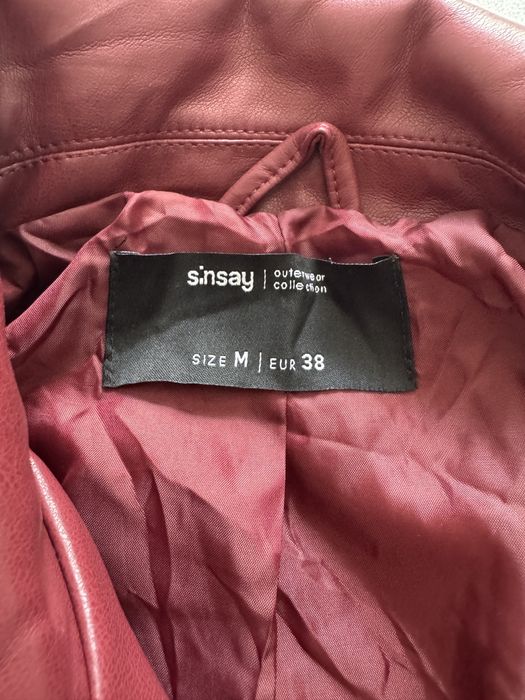 sinsay | outerwear
collection
SIZE M | EUR 38